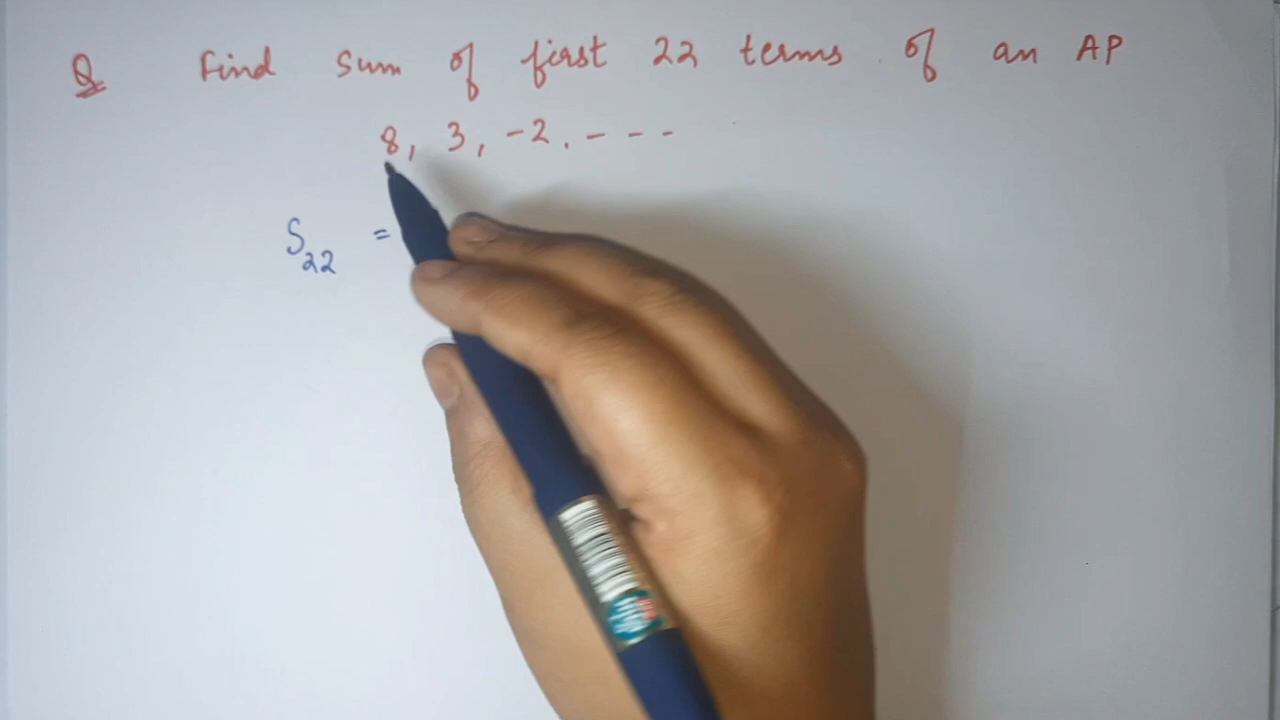 Q Find sum of first 22 terms of an AP
8, 3, -2. - - -
S22 =